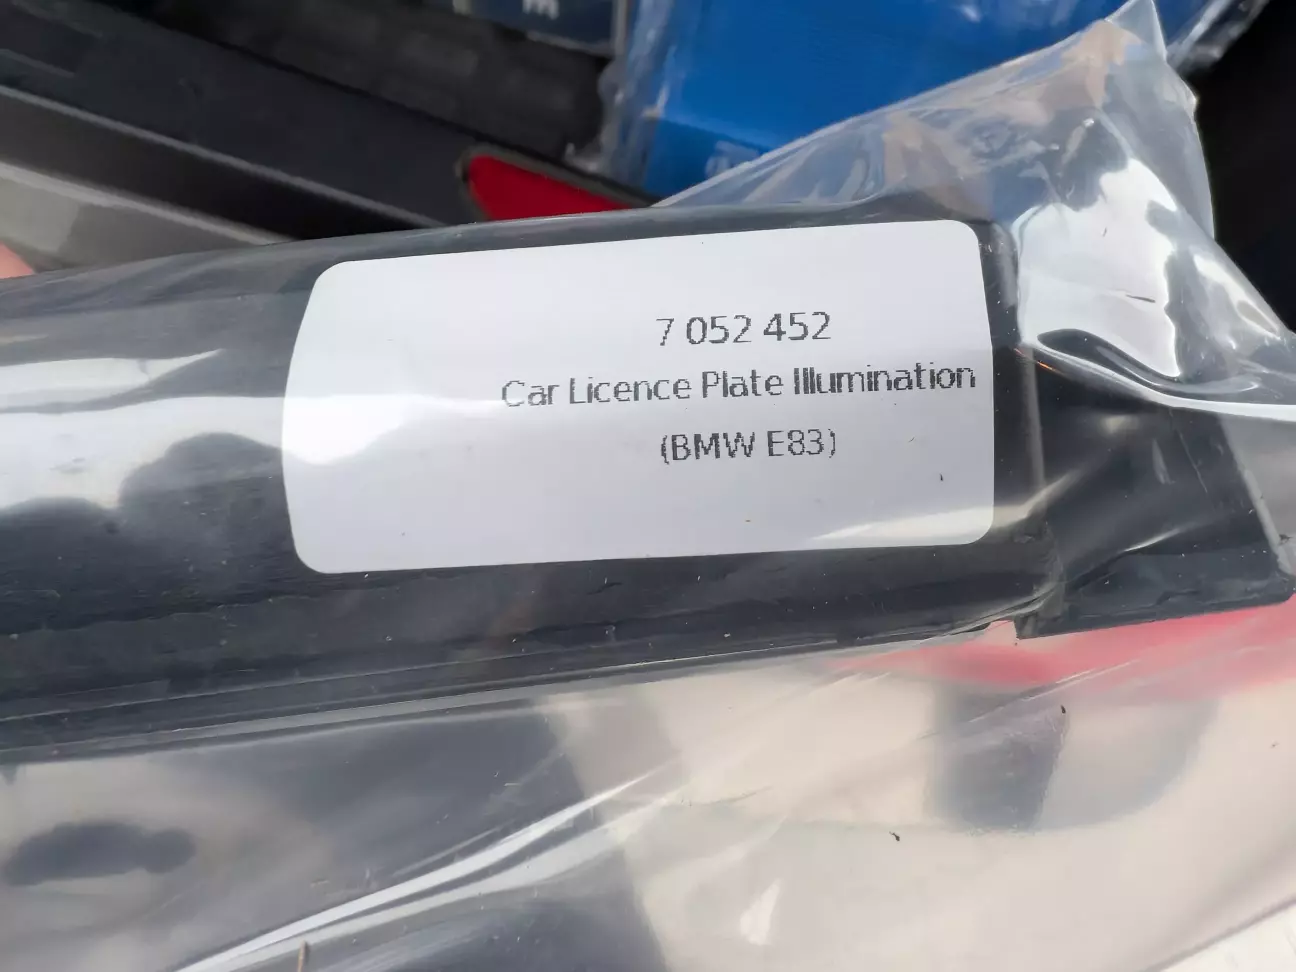 7 052 452
Car Licence Plate Illumination
(BMW E83)